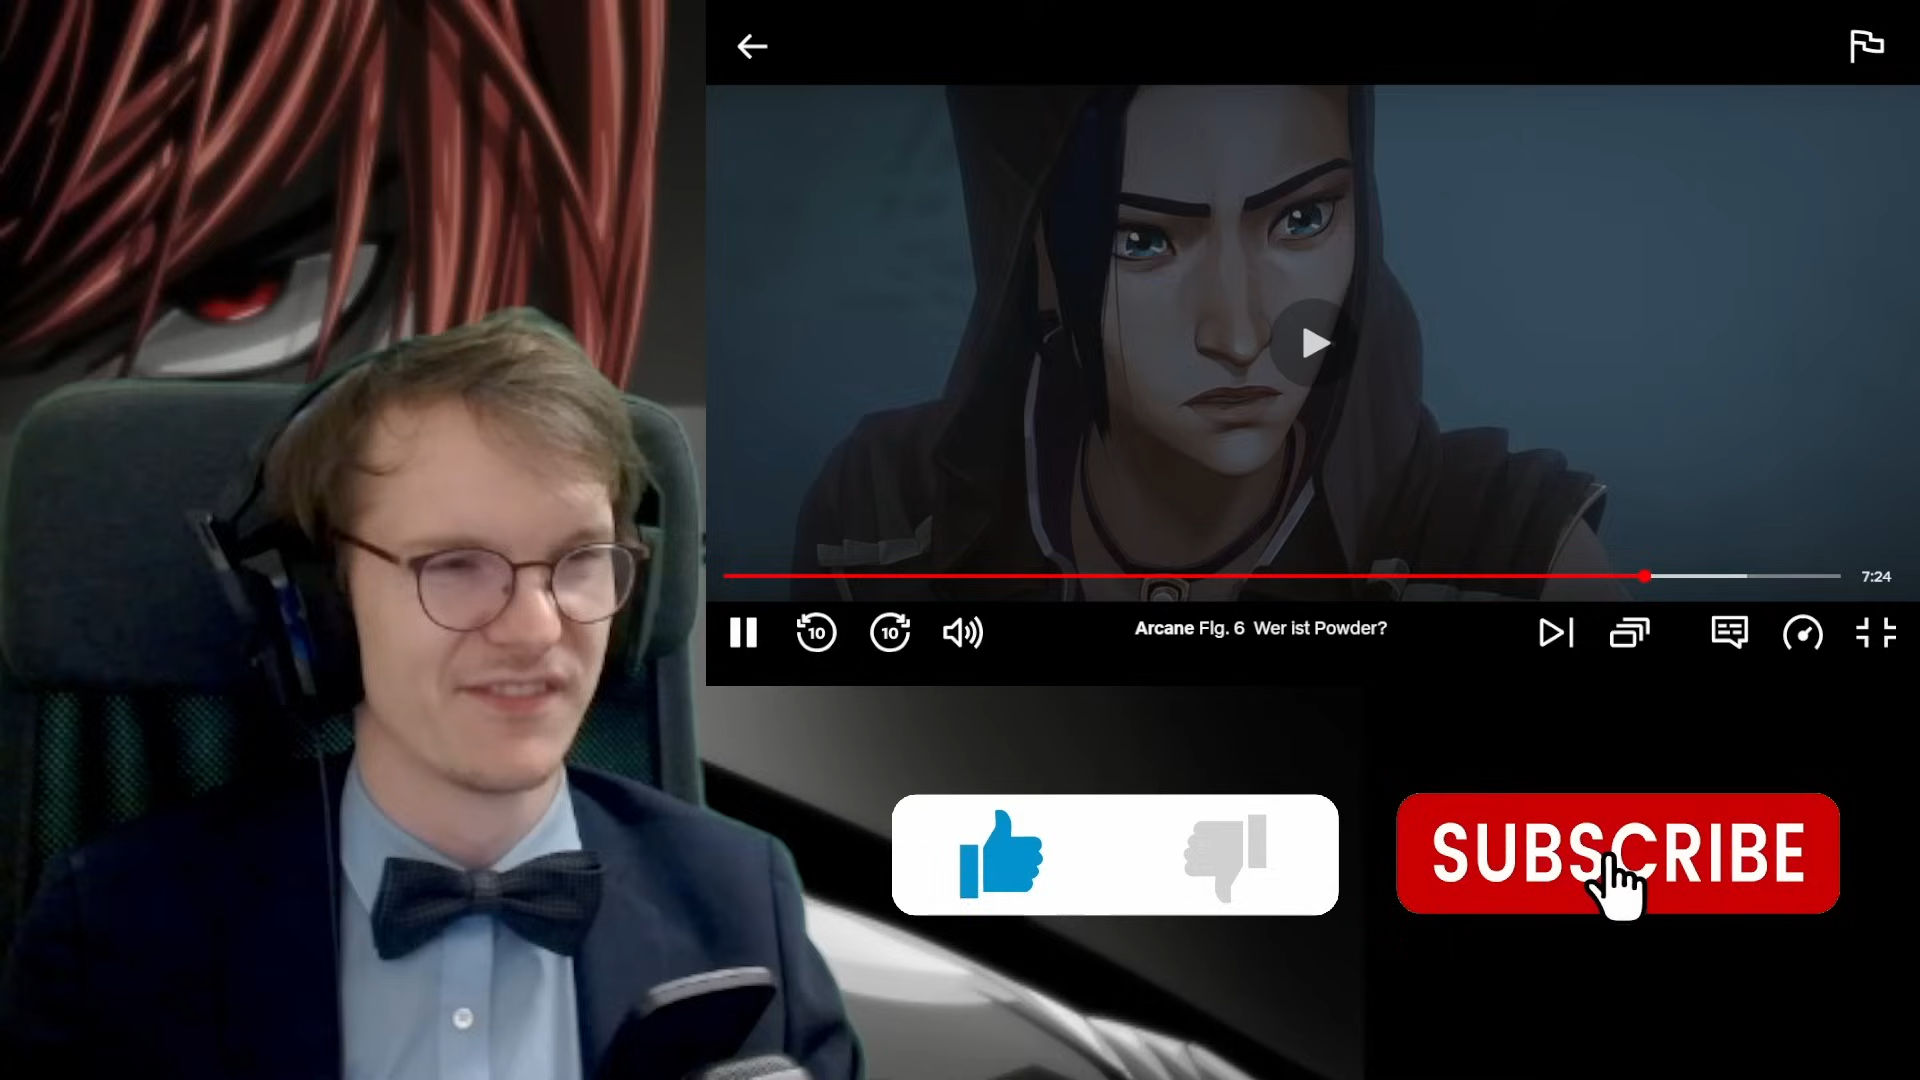 7:24
10
10
Arcane Flg. 6 Wer ist Powder?
SUBSCRIBE